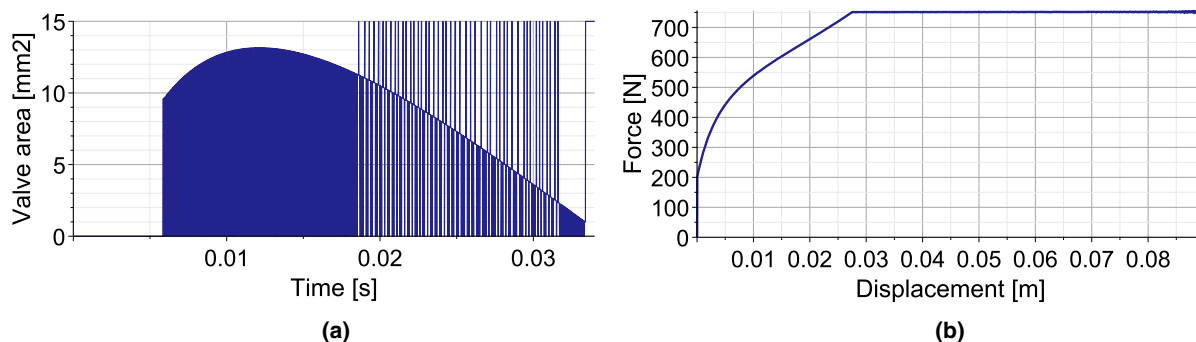 15
10
5
0
Valve area [mm2]
0.01
0.02
0.03
Time [s]
(a)
700
600
500
400
300
200
100
0
Force [N]
0.01 0.02 0.03 0.04 0.05 0.06 0.07 0.08
Displacement [m]
(b)